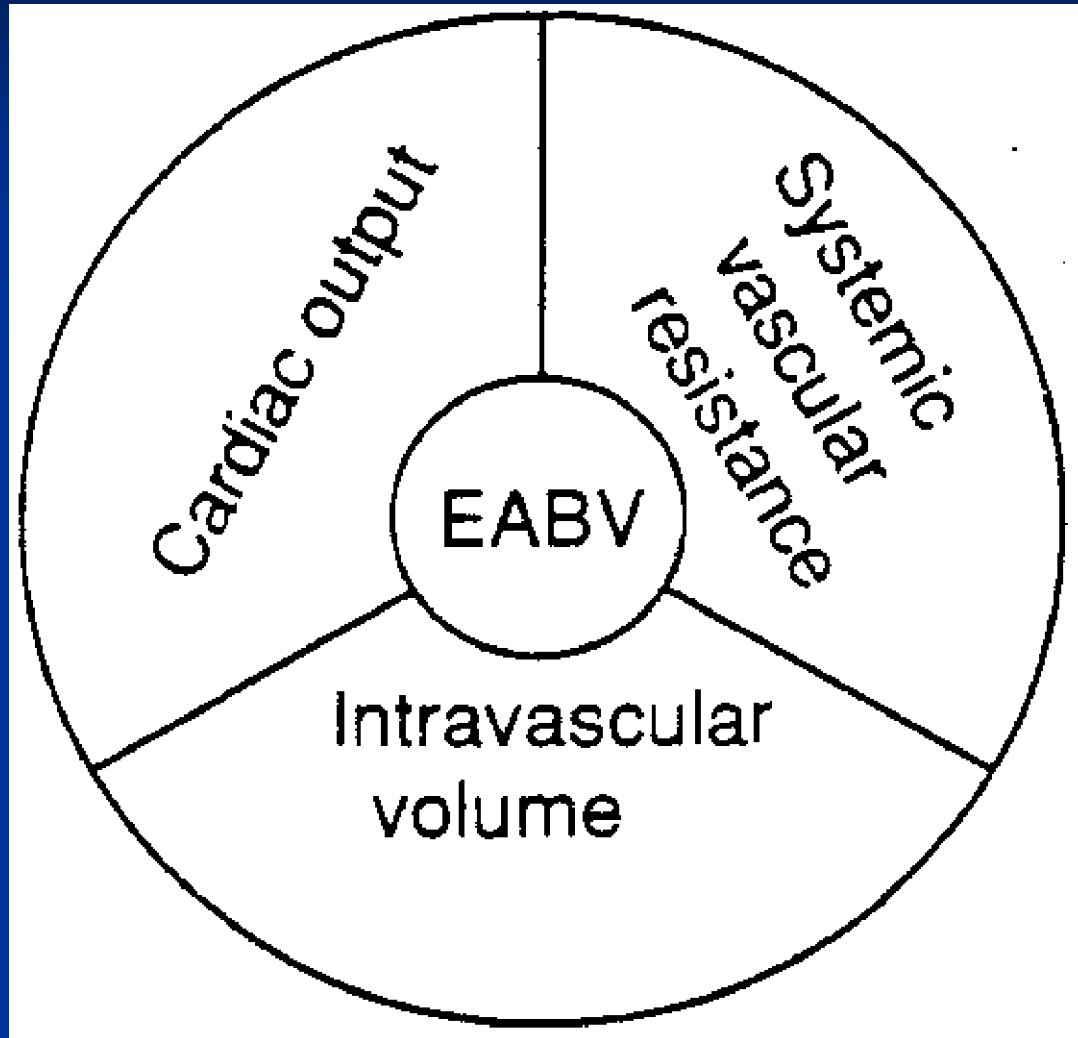 Cardiac output
Systemic
vascular
resistance
EABV
Intravascular
volume